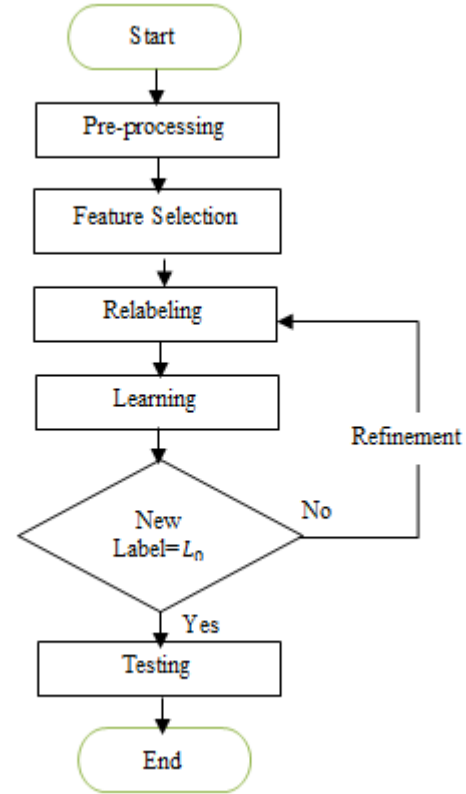 Start
Pre-processing
Feature Selection
Relabeling
Learning
Refinement
No
New
Label=L₀
Yes
Testing
End